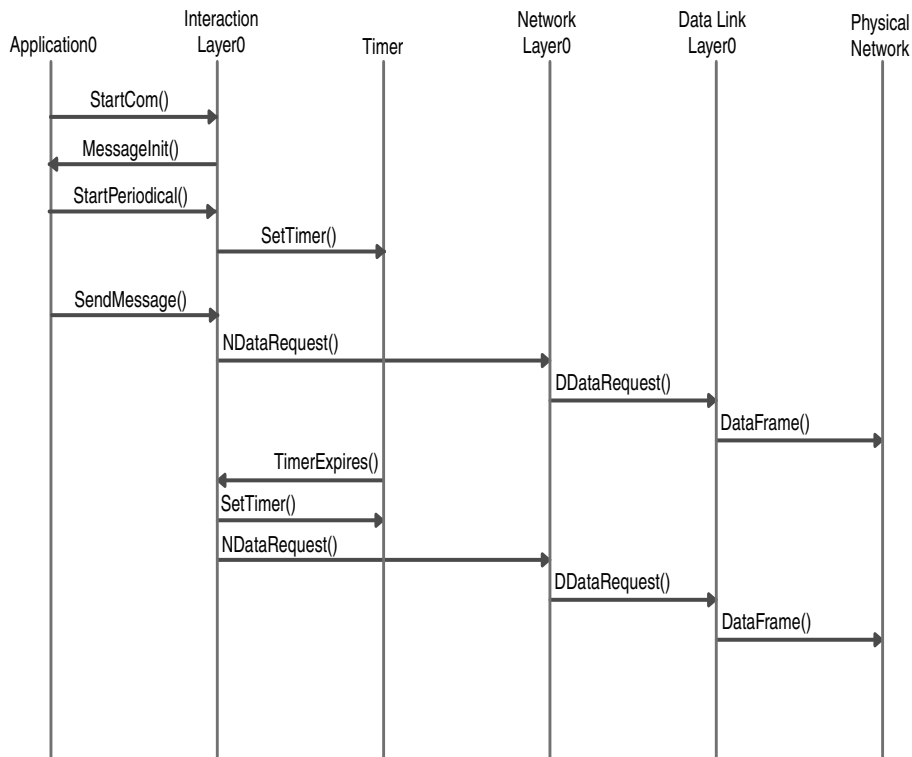 Application0
Interaction
Layer0
Timer
Network
Layer0
Data Link
Layer0
Physical
Network
StartCom()
MessageInit()
StartPeriodical()
SetTimer()
SendMessage()
NDataRequest()
DDataRequest()
DataFrame()
TimerExpires()
SetTimer()
NDataRequest()
DDataRequest()
DataFrame()